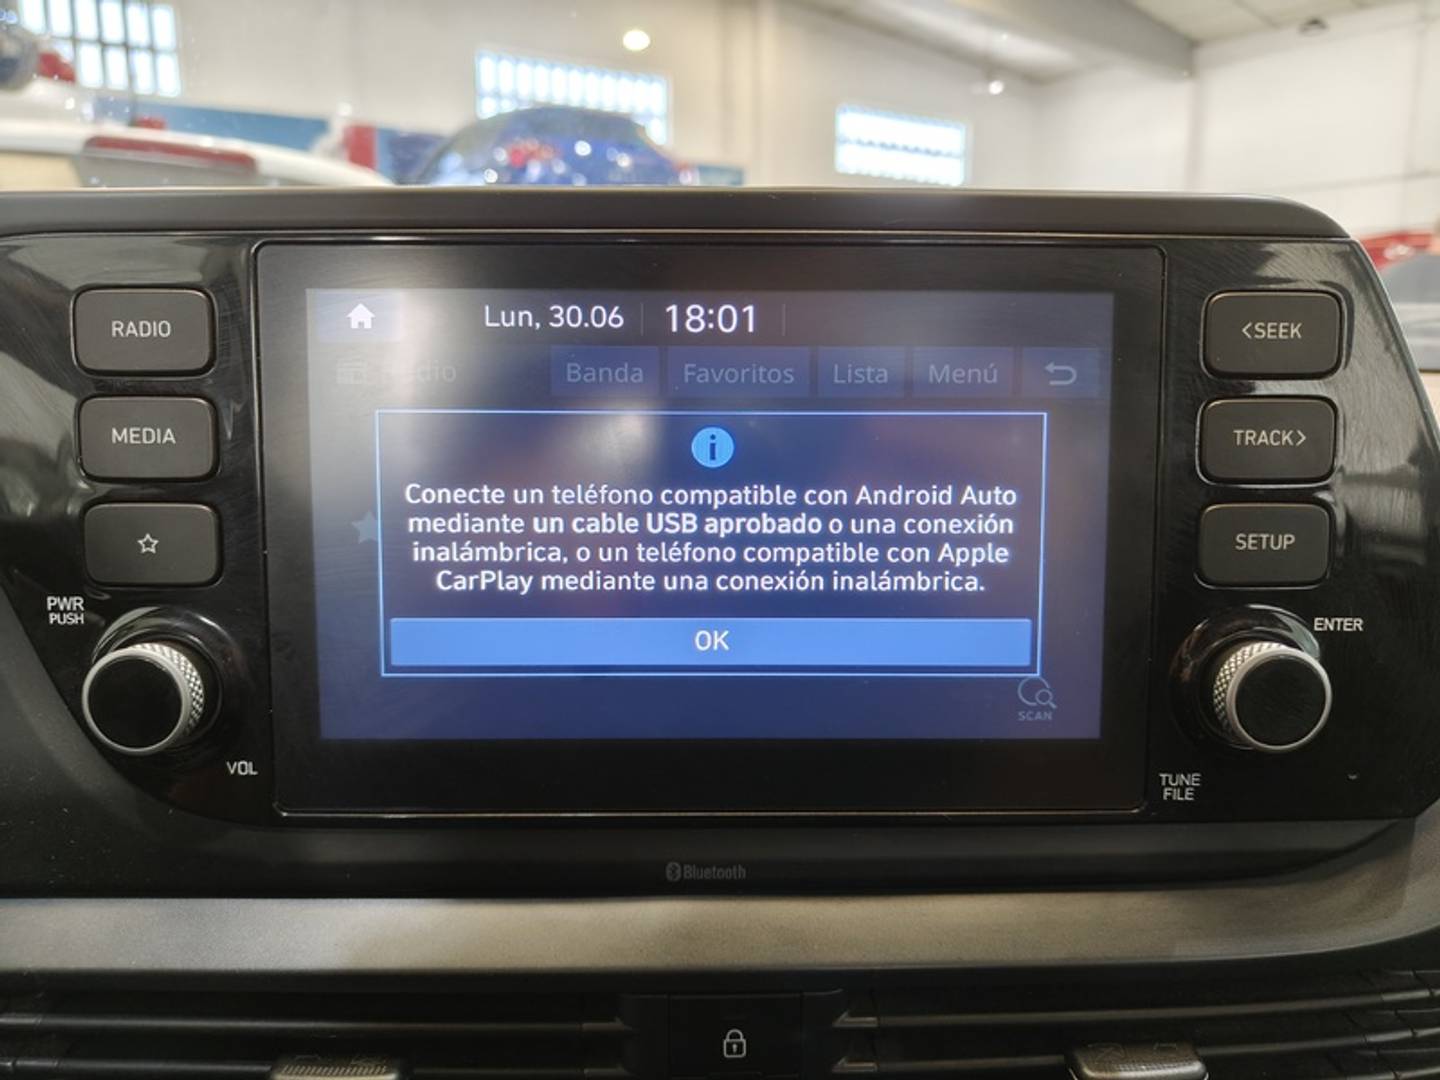 Lun, 30.06 18:01
Banda Favoritos Lista Menú
Conecte un teléfono compatible con Android Auto
mediante un cable USB aprobado o una conexión
inalámbrica, o un teléfono compatible con Apple
CarPlay mediante una conexión inalámbrica.
OK
SCAN
RADIO
MEDIA
PWR
PUSH
VOL
<SEEK
TRACK>
SETUP
ENTER
TUNE
FILE
Bluetooth